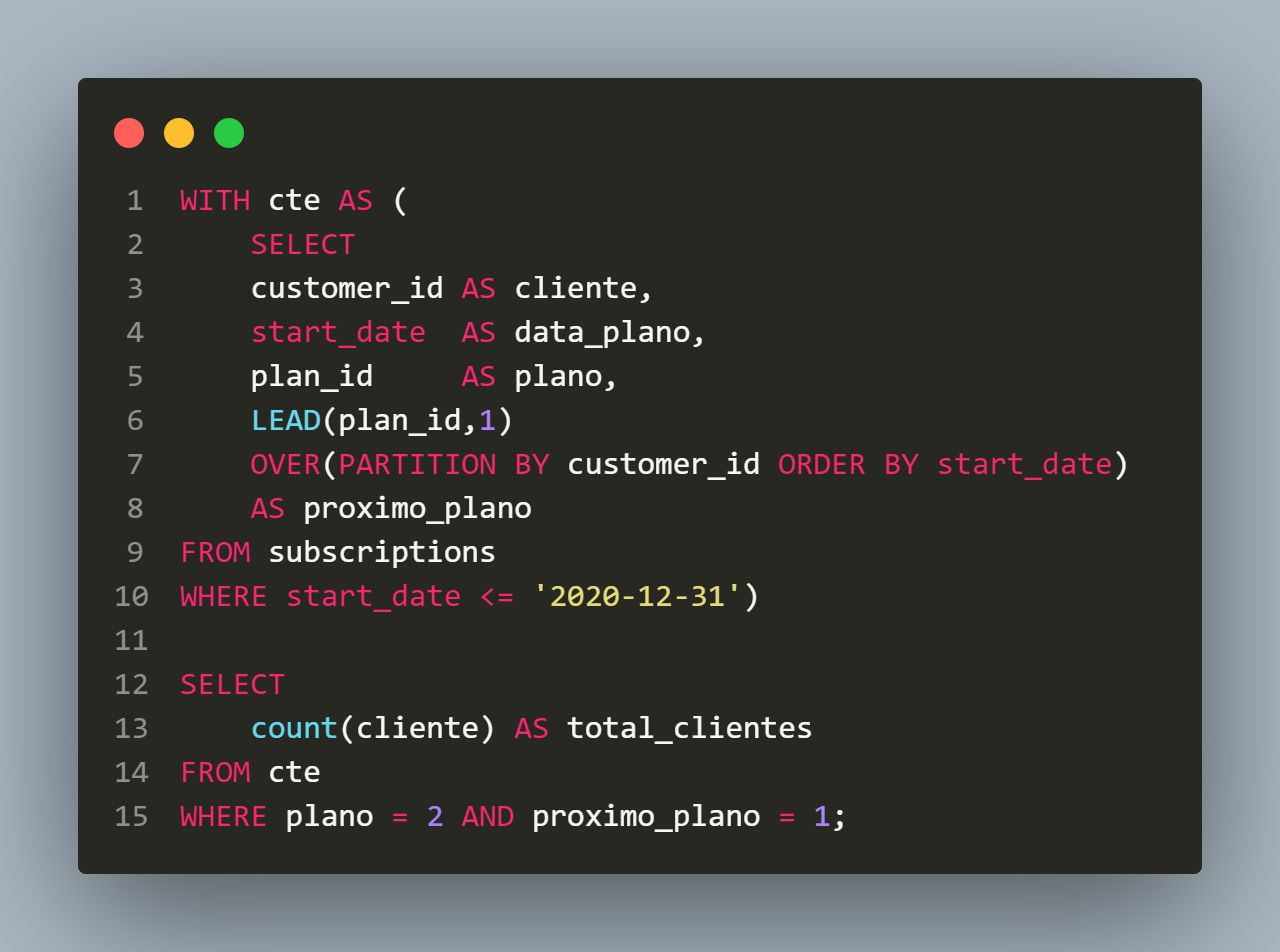 1 WITH cte AS (
2     SELECT
3     customer_id AS cliente,
4     start_date  AS data_plano,
5     plan_id     AS plano,
6     LEAD(plan_id,1)
7     OVER(PARTITION BY customer_id ORDER BY start_date)
8     AS proximo_plano
9 FROM subscriptions
10 WHERE start_date <= '2020-12-31')
11
12 SELECT
13     count(cliente) AS total_clientes
14 FROM cte
15 WHERE plano = 2 AND proximo_plano = 1;